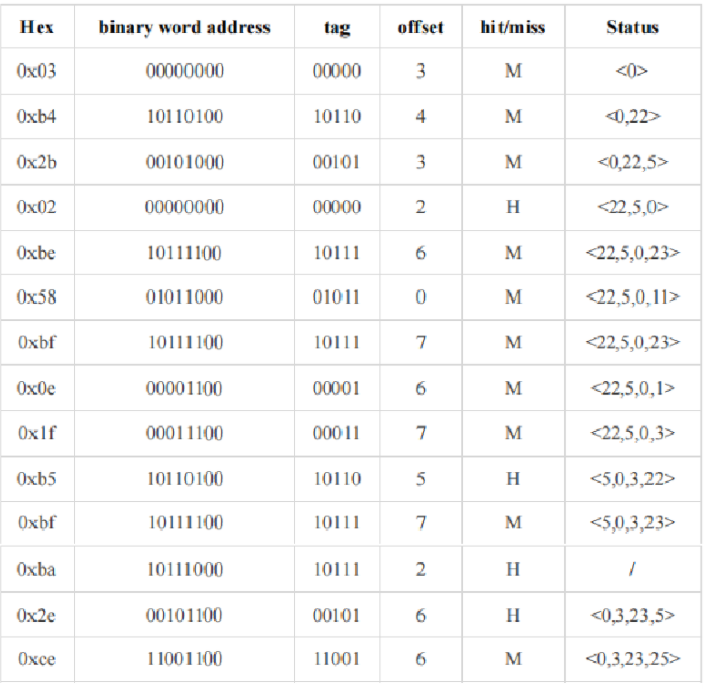 Hex binary word address tag offset hit/miss Status
0x03 00000000 00000 3 M <0>
0xb4 10110100 10110 4 M <0,22>
0x2b 00101000 00101 3 M <0,22,5>
0x02 00000000 00000 2 H <22,5,0>
0xbe 10111100 10111 6 M <22,5,0,23>
0x58 01011000 01011 0 M <22,5,0,11>
0xbf 10111100 10111 7 M <22,5,0,23>
0x0e 00001100 00001 6 M <22,5,0,1>
0x1f 00011100 00011 7 M <22,5,0,3>
0xb5 10110100 10110 5 H <5,0,3,22>
0xbf 10111100 10111 7 M <5,0,3,23>
0xba 10111000 10111 2 H /
0x2e 00101100 00101 6 H <0,3,23,5>
0xce 11001100 11001 6 M <0,3,23,25>